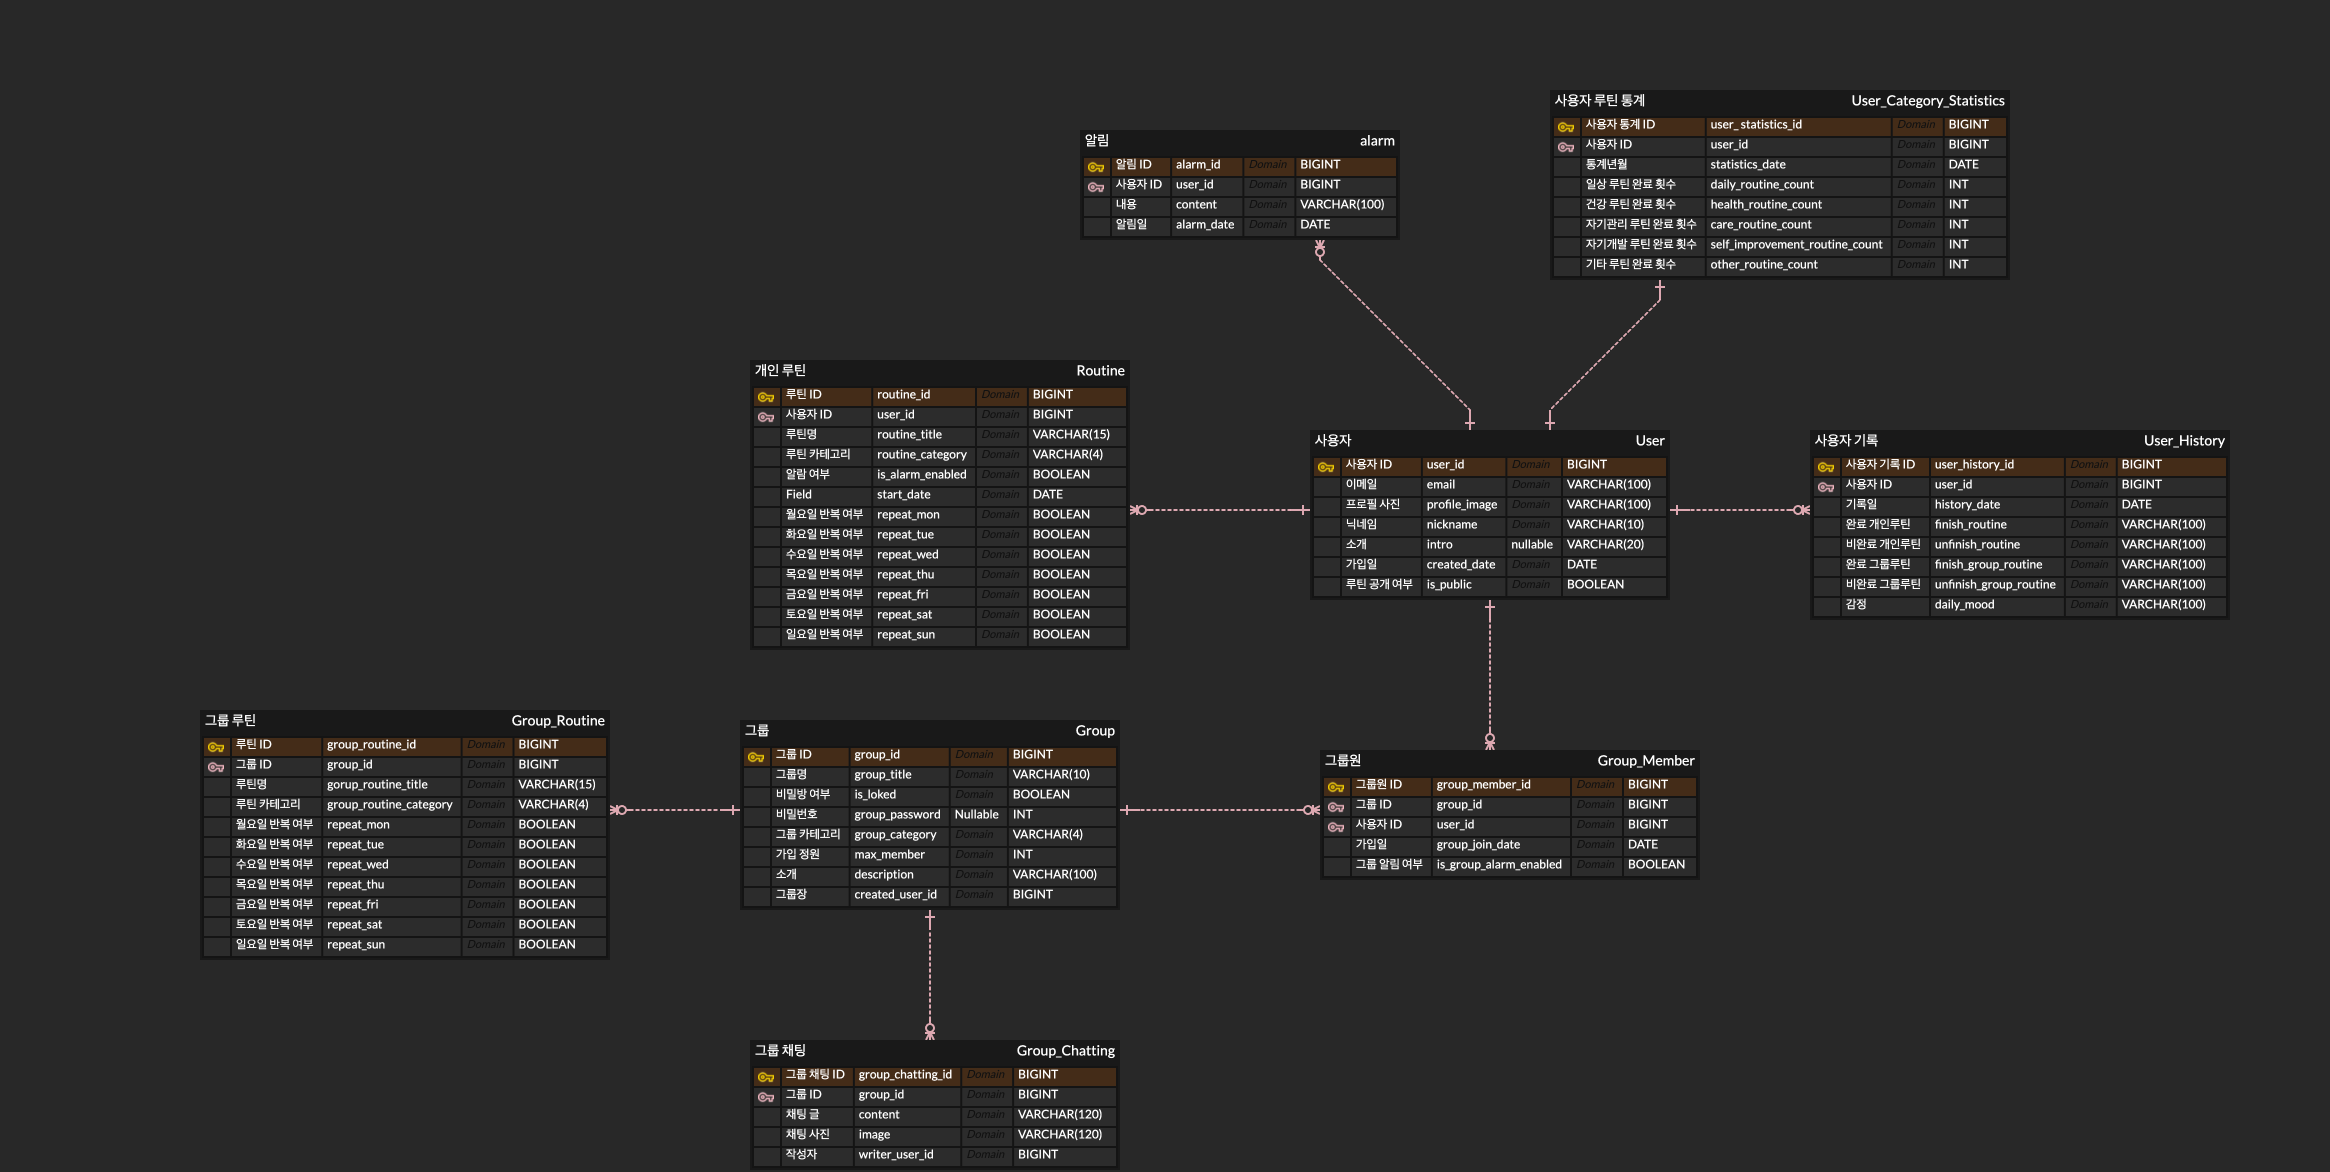 알림 alarm
알림 ID alarm_id Domain BIGINT
사용자 ID user_id Domain BIGINT
내용 content Domain VARCHAR(100)
알림일 alarm_date Domain DATE
사용자 루틴 통계 User_Category_Statistics
사용자 통계 ID user_ statistics_id Domain BIGINT
사용자 ID user_id Domain BIGINT
통계년월 statistics_date Domain DATE
일상 루틴 완료 횟수 daily_routine_count Domain INT
건강 루틴 완료 횟수 health_routine_count Domain INT
자기관리 루틴 완료 횟수 care_routine_count Domain INT
자기개발 루틴 완료 횟수 self_improvement_routine_count Domain INT
기타 루틴 완료 횟수 other_routine_count Domain INT
개인 루틴 Routine
루틴 ID routine_id Domain BIGINT
사용자 ID user_id Domain BIGINT
루틴명 routine_title Domain VARCHAR(15)
루틴 카테고리 routine_category Domain VARCHAR(4)
알람 여부 is_alarm_enabled Domain BOOLEAN
Field start_date Domain DATE
월요일 반복 여부 repeat_mon Domain BOOLEAN
화요일 반복 여부 repeat_tue Domain BOOLEAN
수요일 반복 여부 repeat_wed Domain BOOLEAN
목요일 반복 여부 repeat_thu Domain BOOLEAN
금요일 반복 여부 repeat_fri Domain BOOLEAN
토요일 반복 여부 repeat_sat Domain BOOLEAN
일요일 반복 여부 repeat_sun Domain BOOLEAN
사용자 User
사용자 ID user_id Domain BIGINT
이메일 email Domain VARCHAR(100)
프로필 사진 profile_image Domain VARCHAR(100)
닉네임 nickname Domain VARCHAR(10)
소개 intro nullable VARCHAR(20)
가입일 created_date Domain DATE
루틴 공개 여부 is_public Domain BOOLEAN
사용자 기록 User_History
사용자 기록 ID user_history_id Domain BIGINT
사용자 ID user_id Domain BIGINT
기록일 history_date Domain DATE
완료 개인루틴 finish_routine Domain VARCHAR(100)
비완료 개인루틴 unfinish_routine Domain VARCHAR(100)
완료 그룹루틴 finish_group_routine Domain VARCHAR(100)
비완료 그룹루틴 unfinish_group_routine Domain VARCHAR(100)
감정 daily_mood Domain VARCHAR(100)
그룹 루틴 Group_Routine
루틴 ID group_routine_id Domain BIGINT
그룹 ID group_id Domain BIGINT
루틴명 gorup_routine_title Domain VARCHAR(15)
루틴 카테고리 group_routine_category Domain VARCHAR(4)
월요일 반복 여부 repeat_mon Domain BOOLEAN
화요일 반복 여부 repeat_tue Domain BOOLEAN
수요일 반복 여부 repeat_wed Domain BOOLEAN
목요일 반복 여부 repeat_thu Domain BOOLEAN
금요일 반복 여부 repeat_fri Domain BOOLEAN
토요일 반복 여부 repeat_sat Domain BOOLEAN
일요일 반복 여부 repeat_sun Domain BOOLEAN
그룹 Group
그룹 ID group_id Domain BIGINT
그룹명 group_title Domain VARCHAR(10)
비밀방 여부 is_loked Domain BOOLEAN
비밀번호 group_password Nullable INT
그룹 카테고리 group_category Domain VARCHAR(4)
가입 정원 max_member Domain INT
소개 description Domain VARCHAR(100)
그룹장 created_user_id Domain BIGINT
그룹원 Group_Member
그룹원 ID group_member_id Domain BIGINT
그룹 ID group_id Domain BIGINT
사용자 ID user_id Domain BIGINT
가입일 group_join_date Domain DATE
그룹 알림 여부 is_group_alarm_enabled Domain BOOLEAN
그룹 채팅 Group_Chatting
그룹 채팅 ID group_chatting_id Domain BIGINT
그룹 ID group_id Domain BIGINT
채팅 글 content Domain VARCHAR(120)
채팅 사진 image Domain VARCHAR(120)
작성자 writer_user_id Domain BIGINT